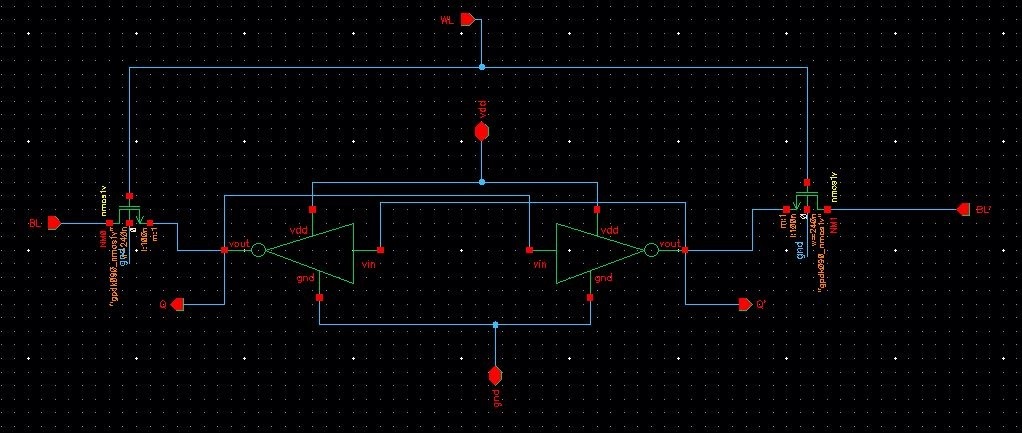 WL
vdd
nmos1v
nmos1v
BL
BL'
NM0
"gpdk090_nmos1v"
w=240n
l:100n
m:1
gnd
m:1
l:100n
w=240n
"gpdk090_nmos1v"
NM1
gnd
vout
vdd
vin
gnd
vin
vdd
vout
gnd
Q
Q'
gnd